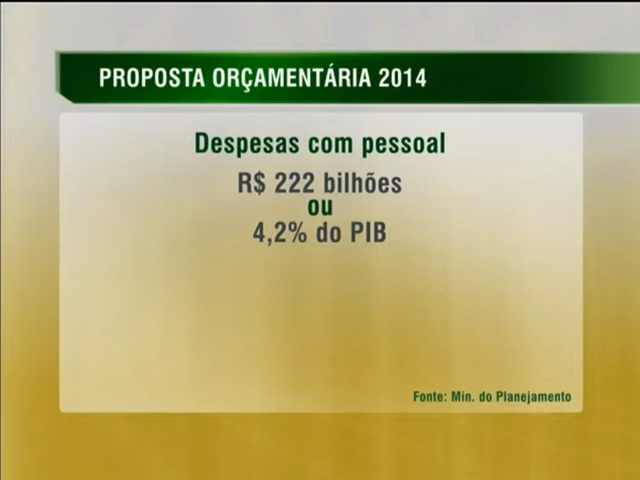 PROPOSTA ORÇAMENTÁRIA 2014
Despesas com pessoal
R$ 222 bilhões
ou
4,2% do PIB
Fonte: Min. do Planejamento